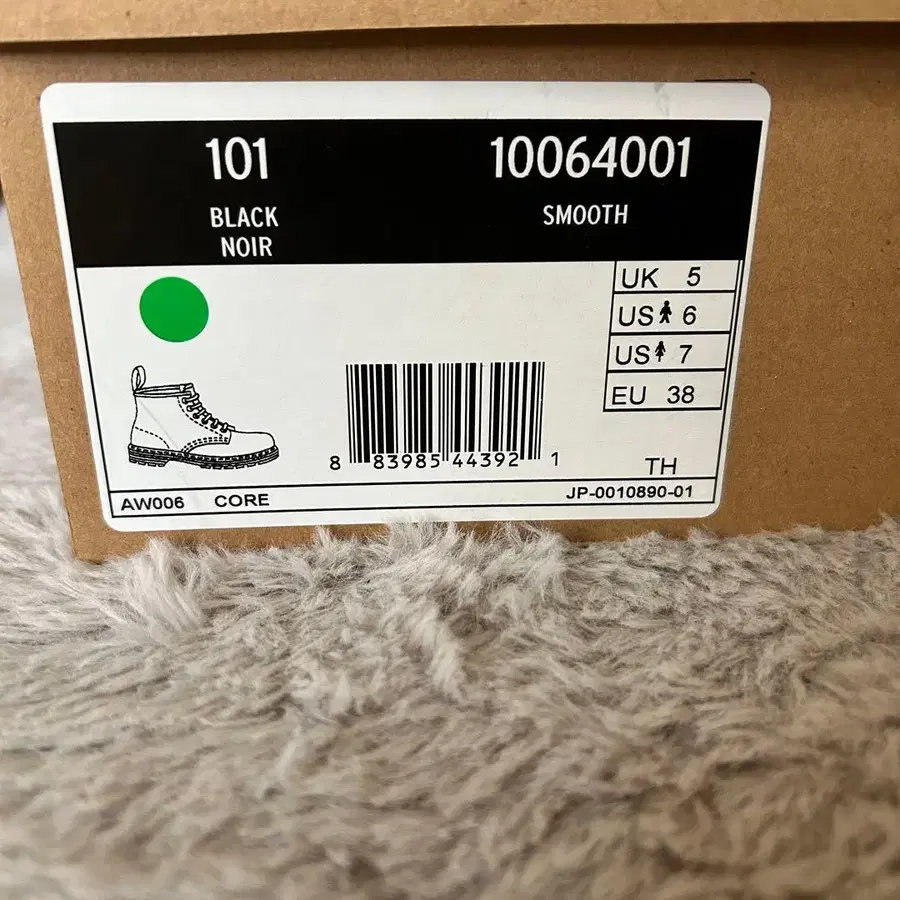 101 10064001
BLACK SMOOTH
NOIR
UK 5
US 6
US 7
EU 38
8 83985 44392 1
TH
AW006 CORE JP-0010890-01